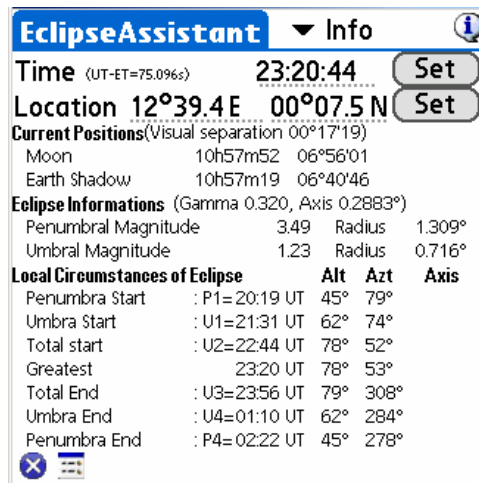 EclipseAssistant ▼ Info
Time (UT-ET=75.096s) 23:20:44 Set
Location 12°39.4 E 00°07.5 N Set
Current Positions(Visual separation 00°17'19)
Moon 10h57m52 06°56'01
Earth Shadow 10h57m19 06°40'46
Eclipse Informations (Gamma 0.320, Axis 0.2883°)
Penumbral Magnitude 3.49 Radius 1.309°
Umbral Magnitude 1.23 Radius 0.716°
Local Circumstances of Eclipse Alt Azt Axis
Penumbra Start : P1=20:19 UT 45° 79°
Umbra Start : U1=21:31 UT 62° 74°
Total start : U2=22:44 UT 78° 52°
Greatest 23:20 UT 78° 53°
Total End : U3=23:56 UT 79° 308°
Umbra End : U4=01:10 UT 62° 284°
Penumbra End : P4=02:22 UT 45° 278°